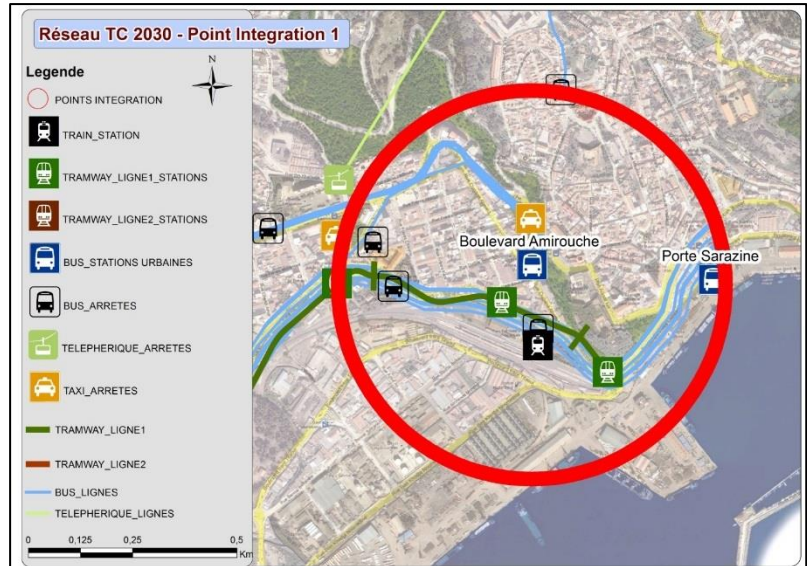 Réseau TC 2030 - Point Integration 1
Legende
N
POINTS INTEGRATION
TRAIN_STATION
TRAMWAY_LIGNE1_STATIONS
TRAMWAY_LIGNE2_STATIONS
BUS_STATIONS URBAINES
BUS_ARRETES
TELEPHERIQUE_ARRETES
TAXI_ARRETES
TRAMWAY_LIGNE1
TRAMWAY_LIGNE2
BUS_LIGNES
TELEPHERIQUE_LIGNES
0 0,125 0,25 0,5
Km
Boulevard Amirouche
Porte Sarazine